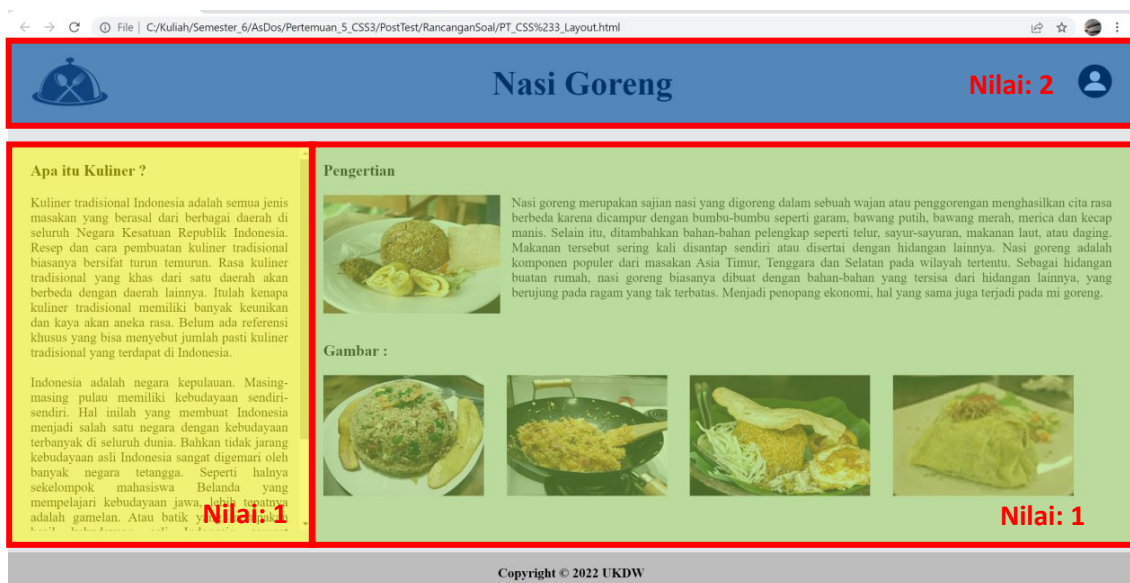 File | C:/Kuliah/Semester_6/AsDos/Pertemuan_5_CSS3/PostTest/RancanganSoal/PT_CSS%233_Layout.html
Nasi Goreng
Nilai: 2
Apa itu Kuliner ?
Kuliner tradisional Indonesia adalah semua jenis
masakan yang berasal dari berbagai daerah di
seluruh Negara Kesatuan Republik Indonesia.
Resep dan cara pembuatan kuliner tradisional
biasanya bersifat turun temurun. Rasa kuliner
tradisional yang khas dari satu daerah akan
berbeda dengan daerah lainnya. Itulah kenapa
kuliner tradisional memiliki banyak keunikan
dan kaya akan aneka rasa. Belum ada referensi
khusus yang bisa menyebut jumlah pasti kuliner
tradisional yang terdapat di Indonesia.
Indonesia adalah negara kepulauan. Masing-
masing pulau memiliki kebudayaan sendiri-
sendiri. Hal inilah yang membuat Indonesia
menjadi salah satu negara dengan kebudayaan
terbanyak di seluruh dunia. Bahkan tidak jarang
kebudayaan asli Indonesia sangat digemari oleh
banyak negara tetangga. Seperti halnya
sekelompok mahasiswa Belanda yang
mempelajari kebudayaan jawa, lebih tepatnya
adalah gamelan. Atau batik
Nilai: 1
Pengertian
Nasi goreng merupakan sajian nasi yang digoreng dalam sebuah wajan atau penggorengan menghasilkan cita rasa
berbeda karena dicampur dengan bumbu-bumbu seperti garam, bawang putih, bawang merah, merica dan kecap
manis. Selain itu, ditambahkan bahan-bahan pelengkap seperti telur, sayur-sayuran, makanan laut, atau daging.
Makanan tersebut sering kali disantap sendiri atau disertai dengan hidangan lainnya. Nasi goreng adalah
komponen populer dari masakan Asia Timur, Tenggara dan Selatan pada wilayah tertentu. Sebagai hidangan
buatan rumah, nasi goreng biasanya dibuat dengan bahan-bahan yang tersisa dari hidangan lainnya, yang
berujung pada ragam yang tak terbatas. Menjadi penopang ekonomi, hal yang sama juga terjadi pada mi goreng.
Gambar :
Nilai: 1
Copyright © 2022 UKDW